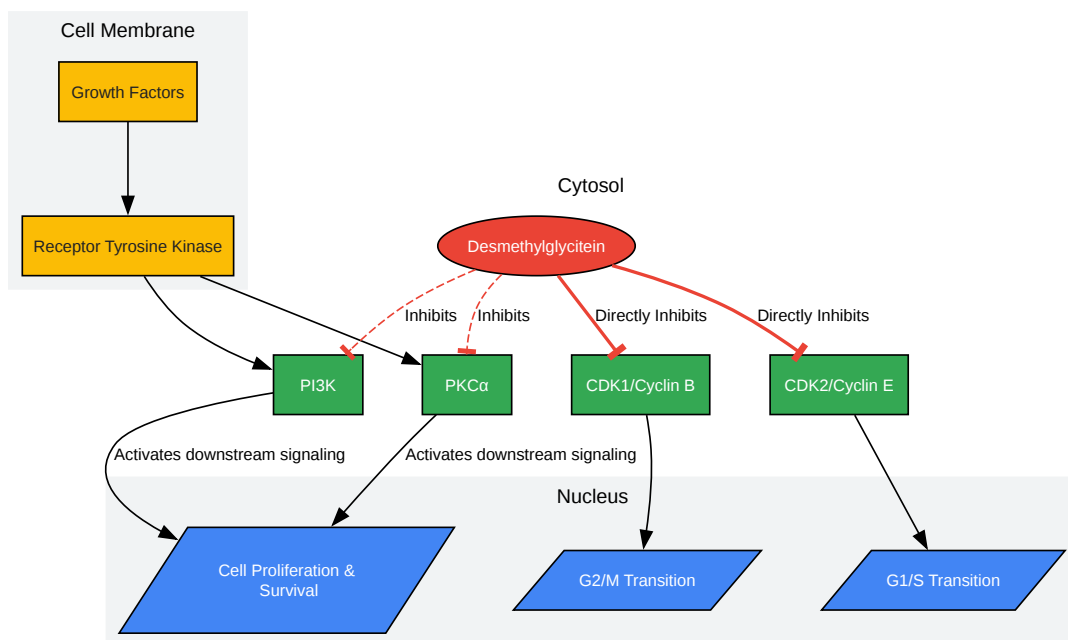 Cell Membrane
Growth Factors
Cytosol
Receptor Tyrosine Kinase
Desmethylglycitein
Inhibits
Inhibits
Directly Inhibits
Directly Inhibits
PI3K
PKCα
CDK1/Cyclin B
CDK2/Cyclin E
Activates downstream signaling
Activates downstream signaling
Nucleus
Cell Proliferation &
Survival
G2/M Transition
G1/S Transition